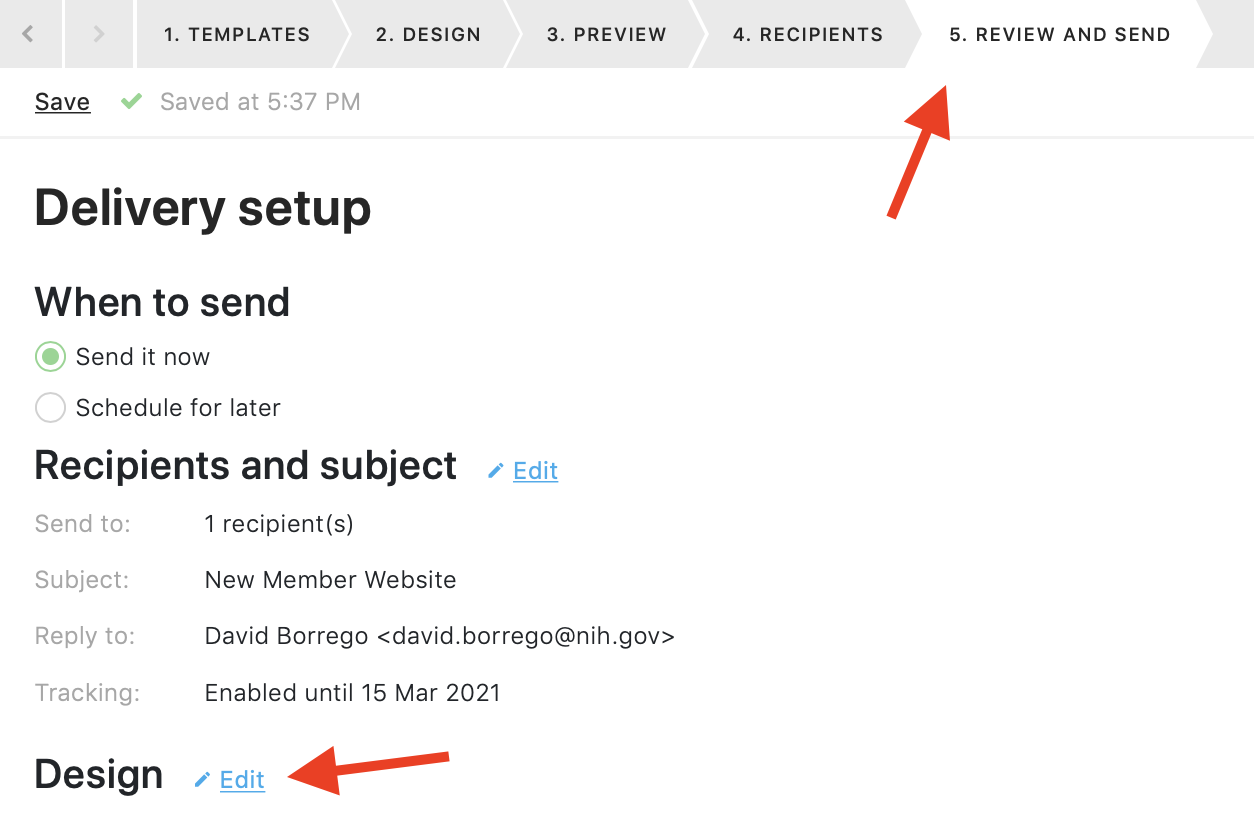 1. TEMPLATES 2. DESIGN 3. PREVIEW 4. RECIPIENTS 5. REVIEW AND SEND
Save Saved at 5:37 PM
Delivery setup
When to send
Send it now
Schedule for later
Recipients and subject Edit
Send to: 1 recipient(s)
Subject: New Member Website
Reply to: David Borrego <david.borrego@nih.gov>
Tracking: Enabled until 15 Mar 2021
Design Edit